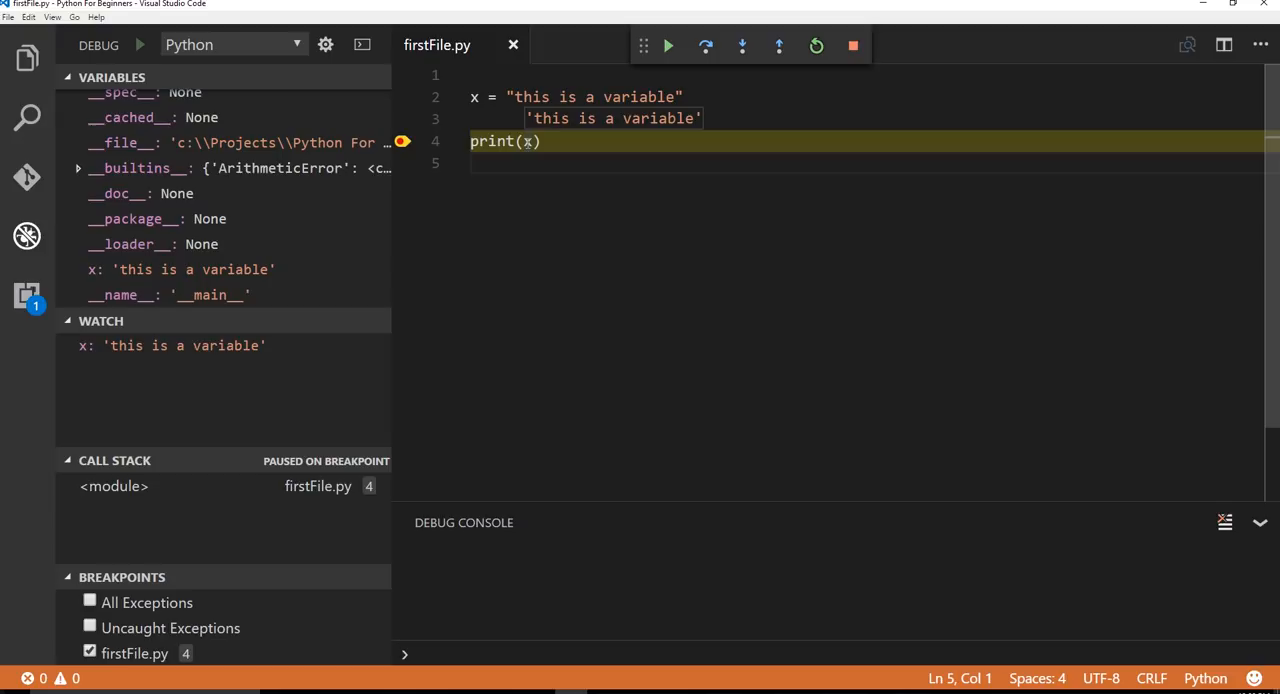 firstFile.py - Python For Beginners - Visual Studio Code
File Edit View Go Help
DEBUG Python
firstFile.py
VARIABLES
__spec__: None
__cached__: None
__file__: 'c:\\Projects\\Python For ...
__builtins__: {'ArithmeticError': <c...
__doc__: None
__package__: None
__loader__: None
x: 'this is a variable'
__name__: '__main__'
WATCH
x: 'this is a variable'
CALL STACK PAUSED ON BREAKPOINT
<module> firstFile.py 4
BREAKPOINTS
All Exceptions
Uncaught Exceptions
firstFile.py 4
1
2 x = "this is a variable"
3 'this is a variable'
4 print(x)
5
DEBUG CONSOLE
1
0 0 Ln 5, Col 1 Spaces: 4 UTF-8 CRLF Python